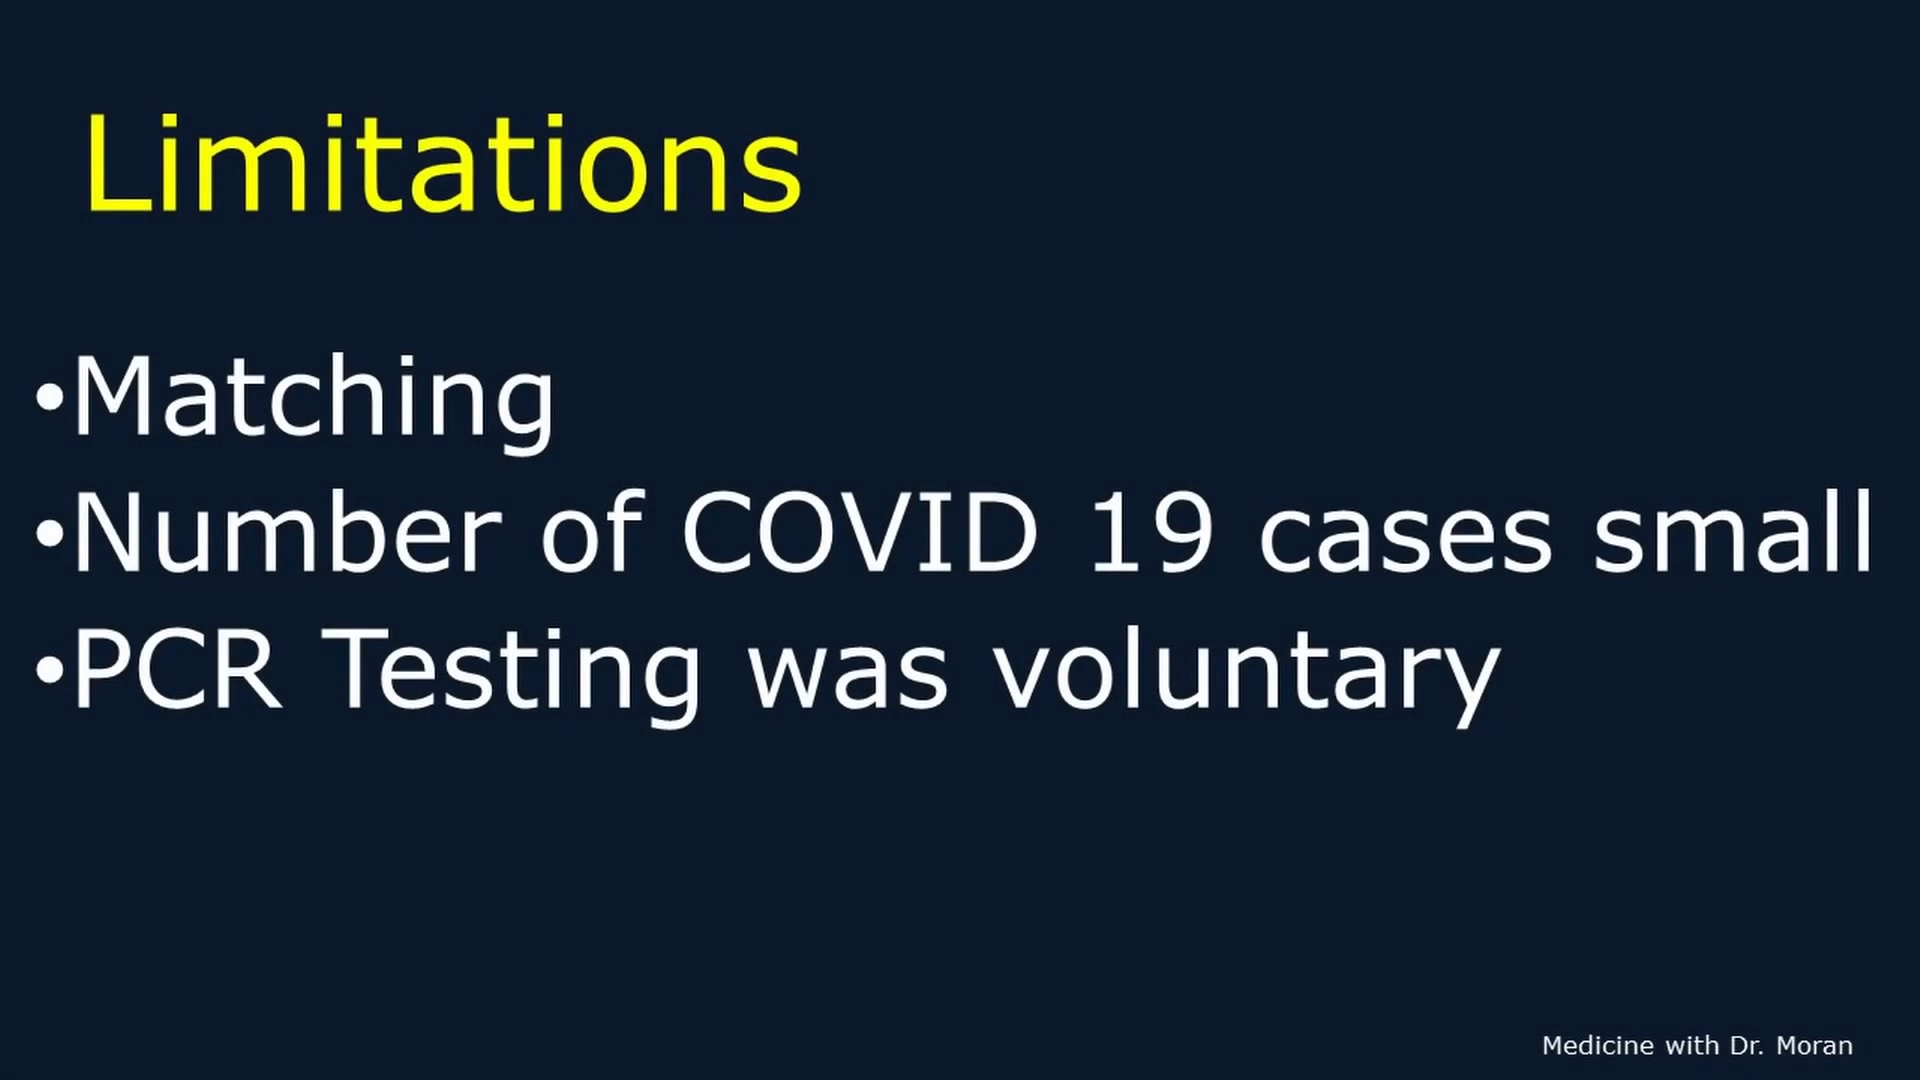 Limitations
•Matching
•Number of COVID 19 cases small
•PCR Testing was voluntary
Medicine with Dr. Moran